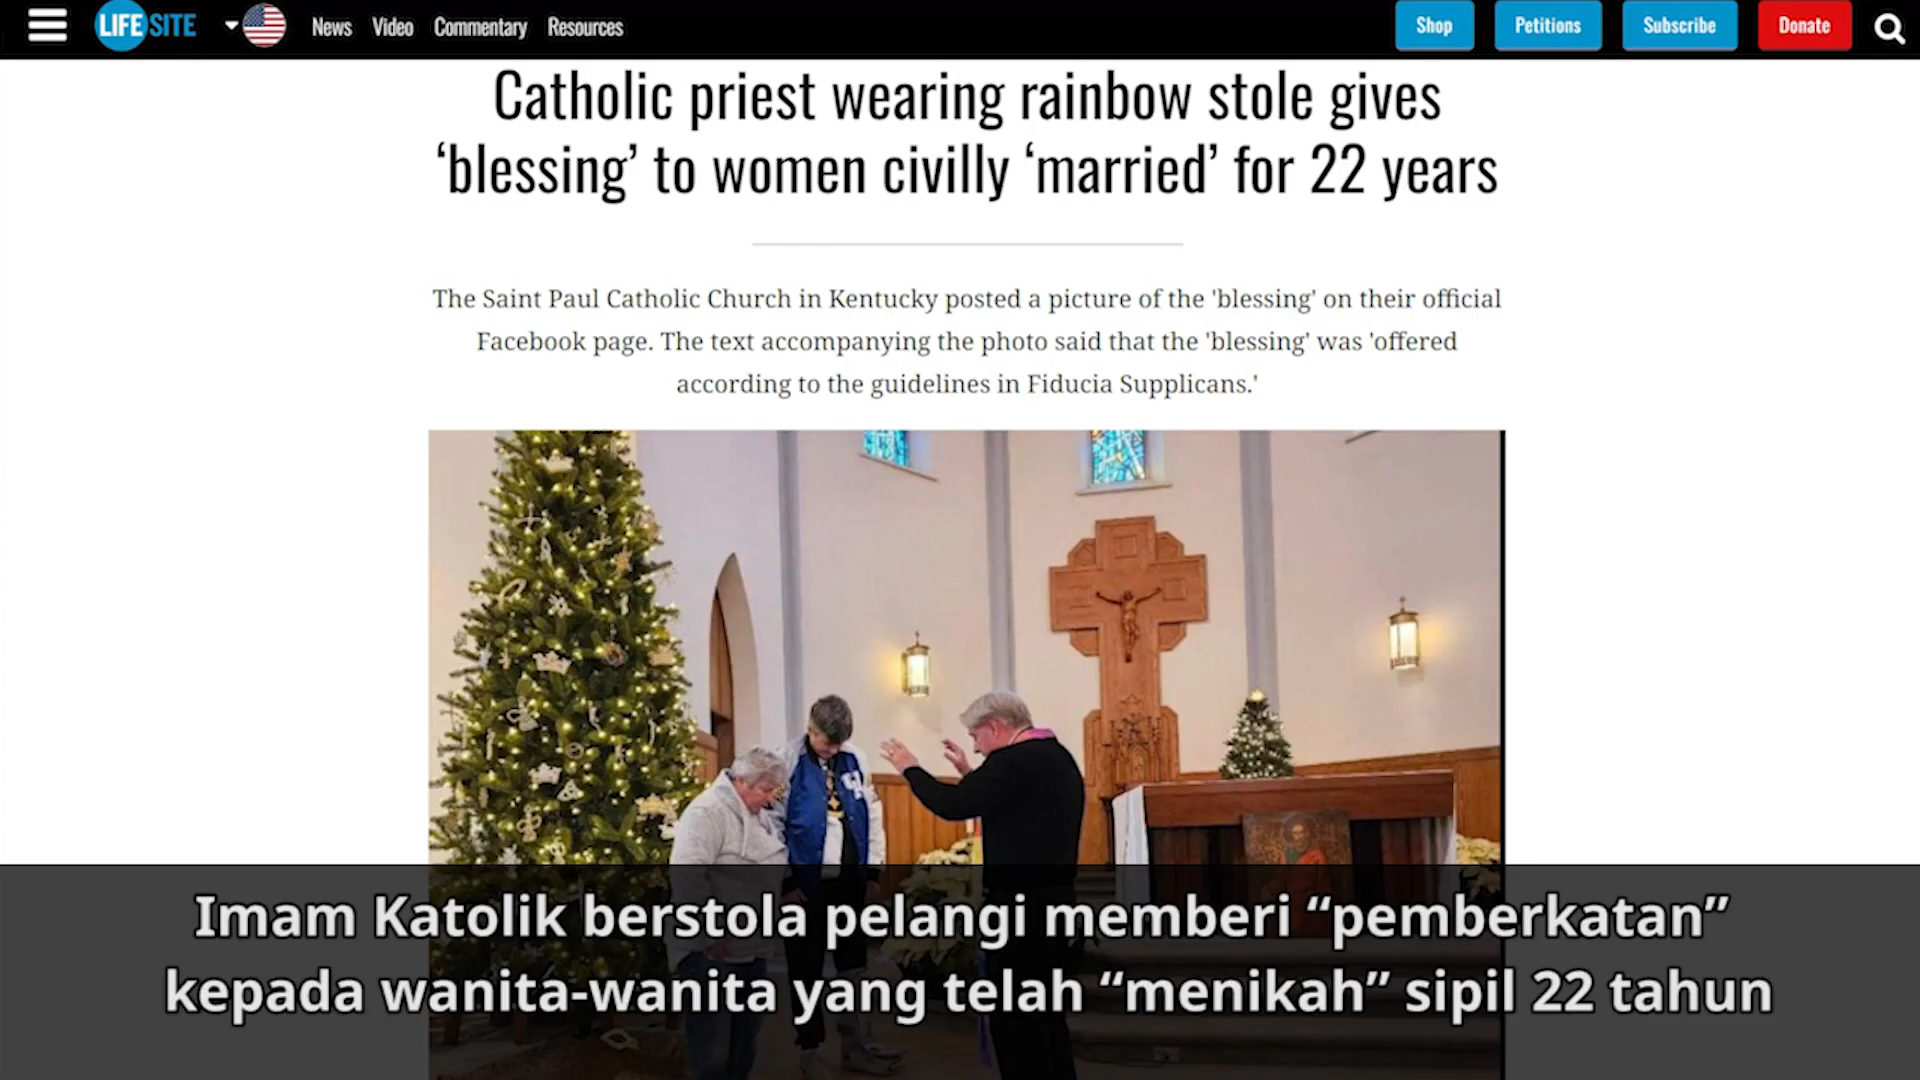 LIFE SITE
News Video Commentary Resources
Shop Petitions Subscribe Donate
Catholic priest wearing rainbow stole gives
‘blessing’ to women civilly ‘married’ for 22 years
The Saint Paul Catholic Church in Kentucky posted a picture of the 'blessing' on their official
Facebook page. The text accompanying the photo said that the 'blessing' was 'offered
according to the guidelines in Fiducia Supplicans.'
Imam Katolik berstola pelangi memberi “pemberkatan”
kepada wanita-wanita yang telah “menikah” sipil 22 tahun